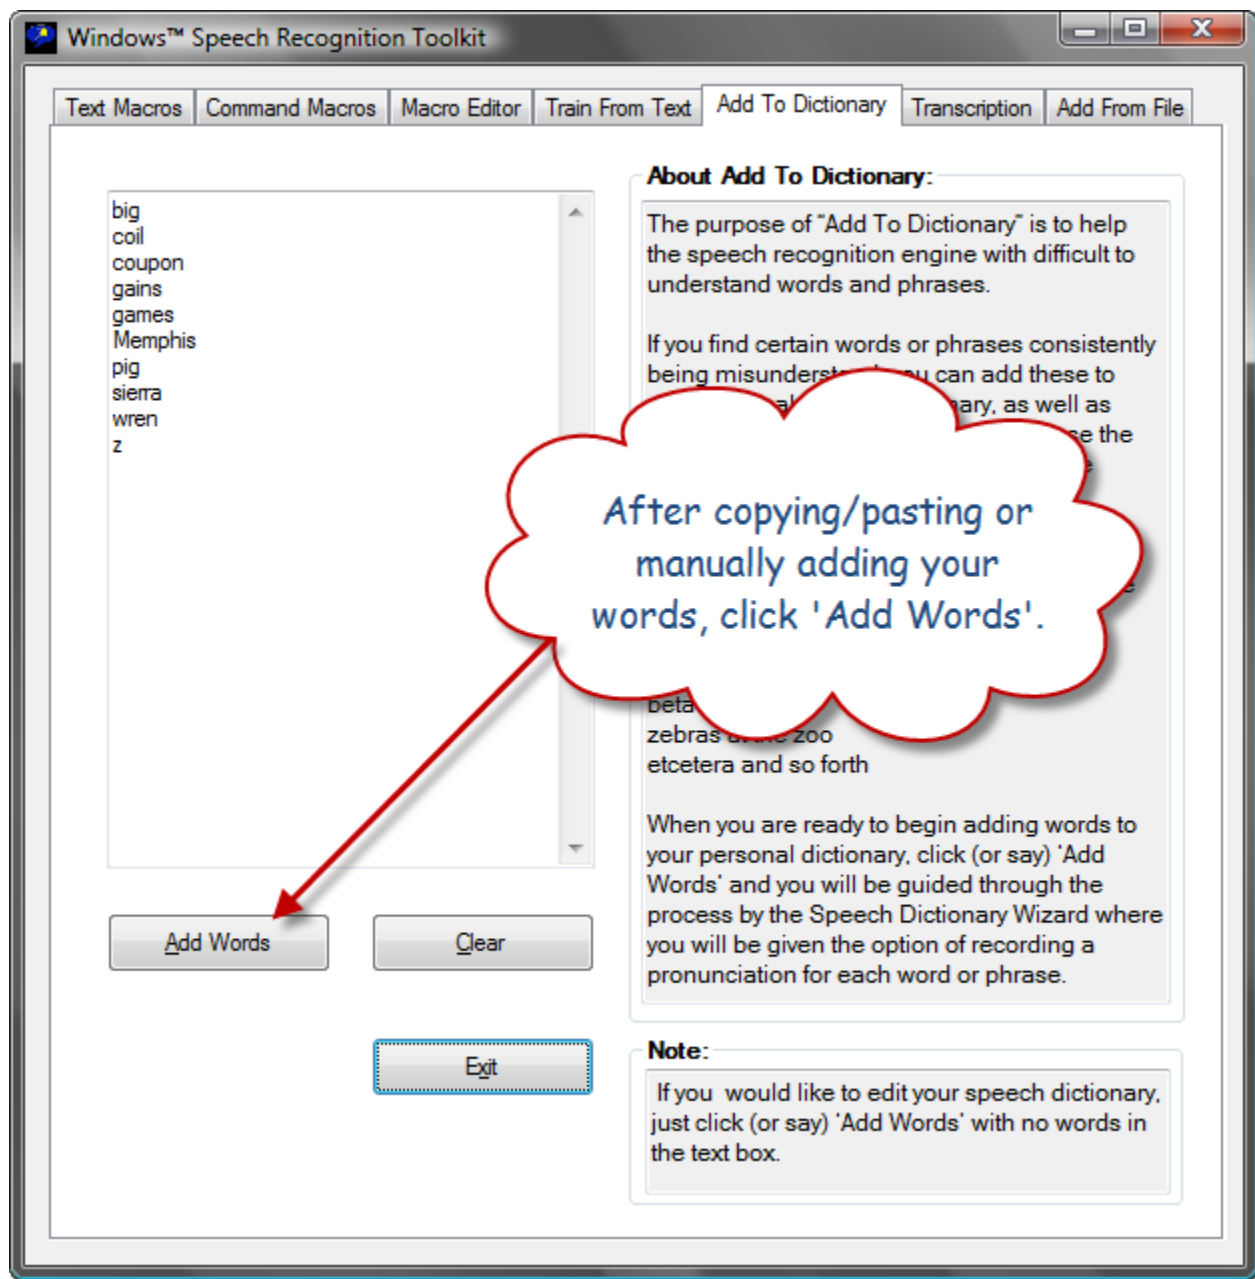 Windows™ Speech Recognition Toolkit
Text Macros
Command Macros
Macro Editor
Train From Text
Add To Dictionary
Transcription
Add From File
big
coil
coupon
gains
games
Memphis
pig
sierra
wren
z
Add Words
Clear
Exit
About Add To Dictionary:
The purpose of "Add To Dictionary" is to help
the speech recognition engine with difficult to
understand words and phrases.
If you find certain words or phrases consistently
being can add these to
as well as
the
After copying/pasting or
manually adding your
words, click 'Add Words'.
beta
zebras zoo
etcetera and so forth
When you are ready to begin adding words to
your personal dictionary, click (or say) 'Add
Words' and you will be guided through the
process by the Speech Dictionary Wizard where
you will be given the option of recording a
pronunciation for each word or phrase.
Note:
If you  would like to edit your speech dictionary,
just click (or say) 'Add Words' with no words in
the text box.